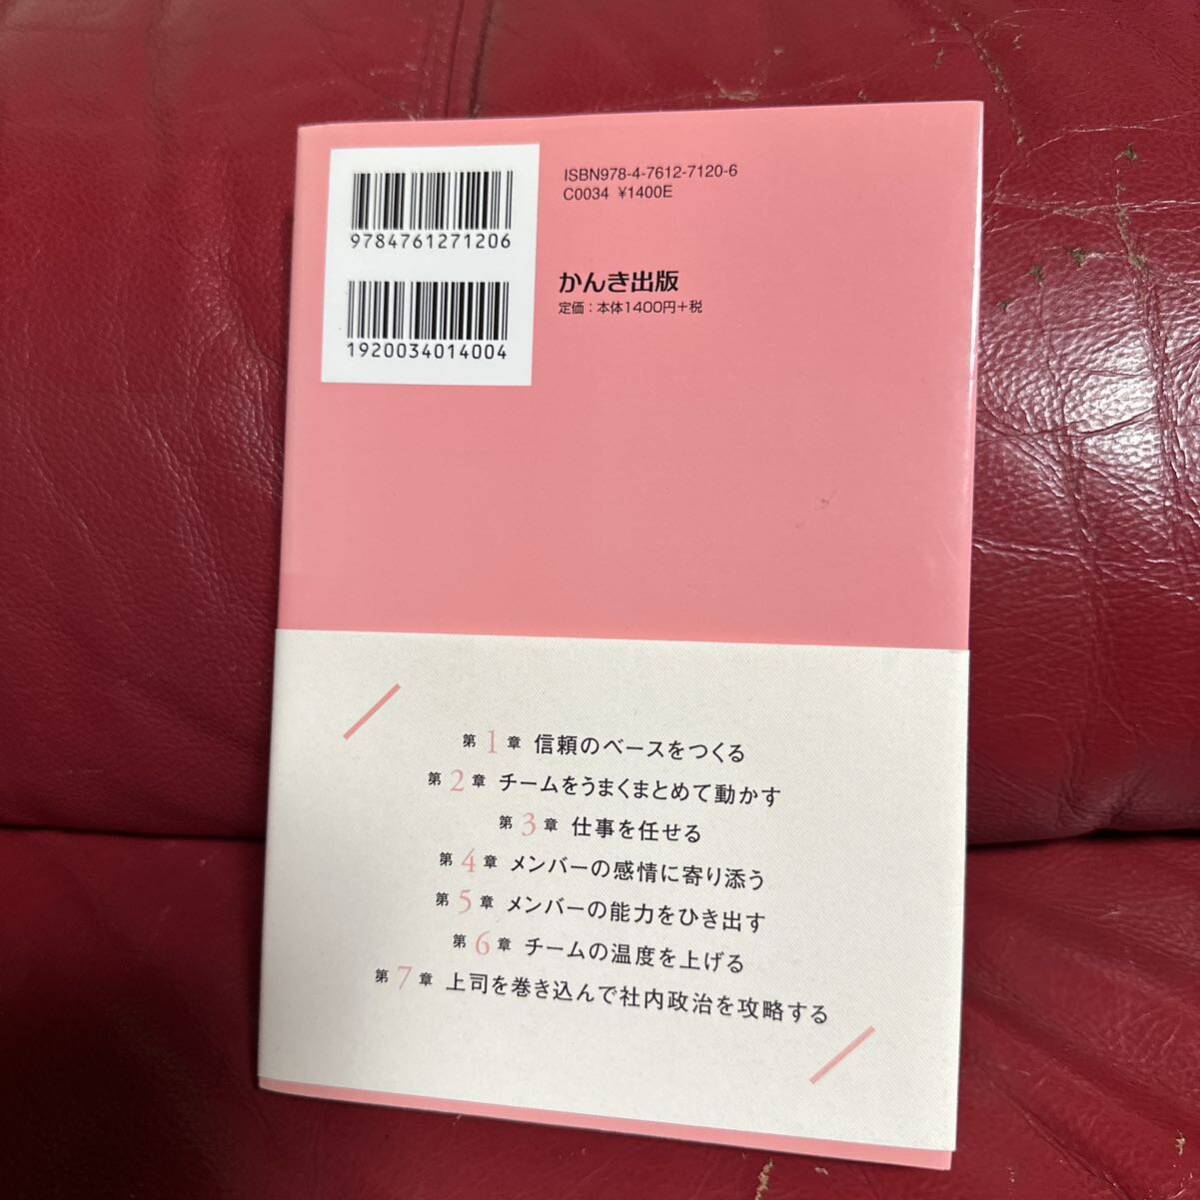 9784761271206
1920034014004
ISBN978-4-7612-7120-6
C0034 ¥1400E
かんき出版
定価：本体1400円+税
第1章 信頼のベースをつくる
第2章 チームをうまくまとめて動かす
第3章 仕事を任せる
第4章 メンバーの感情に寄り添う
第5章 メンバーの能力をひき出す
第6章 チームの温度を上げる
第7章 上司を巻き込んで社内政治を攻略する